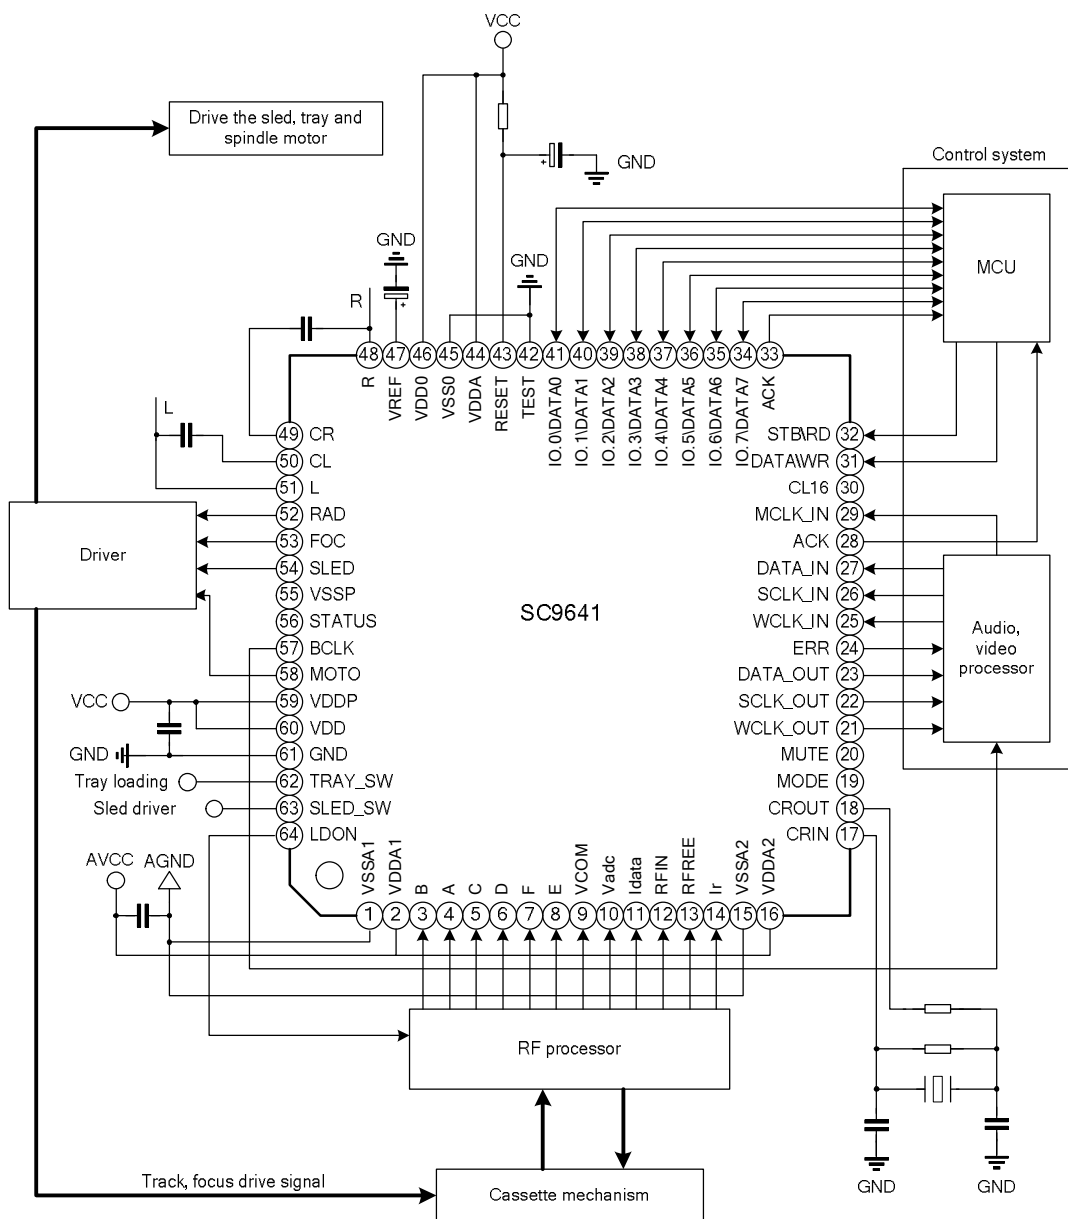 VCC
Drive the sled, tray and
spindle motor
+
GND
Control system
MCU
GND
+
GND
R
48 47 46 45 44 43 42 41 40 39 38 37 36 35 34 33
R
VREF
VDD0
VSS0
VDDA
RESET
TEST
IO.0\DATA0
IO.1\DATA1
IO.2\DATA2
IO.3\DATA3
IO.4\DATA4
IO.5\DATA5
IO.6\DATA6
IO.7\DATA7
ACK
L
49 CR
50 CL
51 L
52 RAD
53 FOC
54 SLED
55 VSSP
56 STATUS
57 BCLK
58 MOTO
59 VDDP
60 VDD
61 GND
62 TRAY_SW
63 SLED_SW
64 LDON
Driver
VCC
GND
Tray loading
Sled driver
SC9641
STB\RD 32
DATA\WR 31
CL16 30
MCLK_IN 29
ACK 28
DATA_IN 27
SCLK_IN 26
WCLK_IN 25
ERR 24
DATA_OUT 23
SCLK_OUT 22
WCLK_OUT 21
MUTE 20
MODE 19
CROUT 18
CRIN 17
Audio,
video
processor
AVCC
AGND
VSSA1
VDDA1
B
A
C
D
F
E
VCOM
Vadc
Idata
RFIN
RFREE
Ir
VSSA2
VDDA2
1 2 3 4 5 6 7 8 9 10 11 12 13 14 15 16
RF processor
GND
GND
Track, focus drive signal
Cassette mechanism